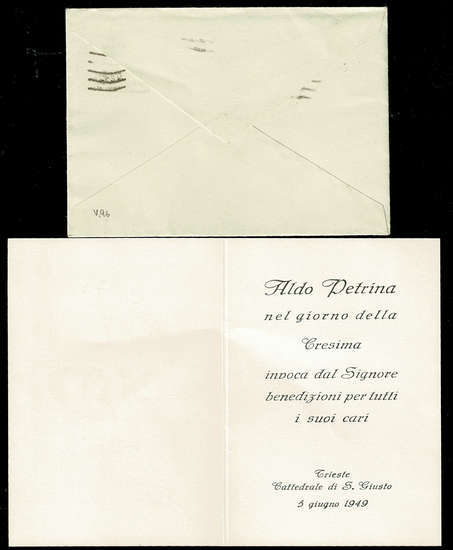 V.96
Aldo Petrina
nel giorno della
Cresima
invoca dal Signore
benedizioni per tutti
i suoi cari
Trieste
Cattedrale di S. Giusto
5 giugno 1949